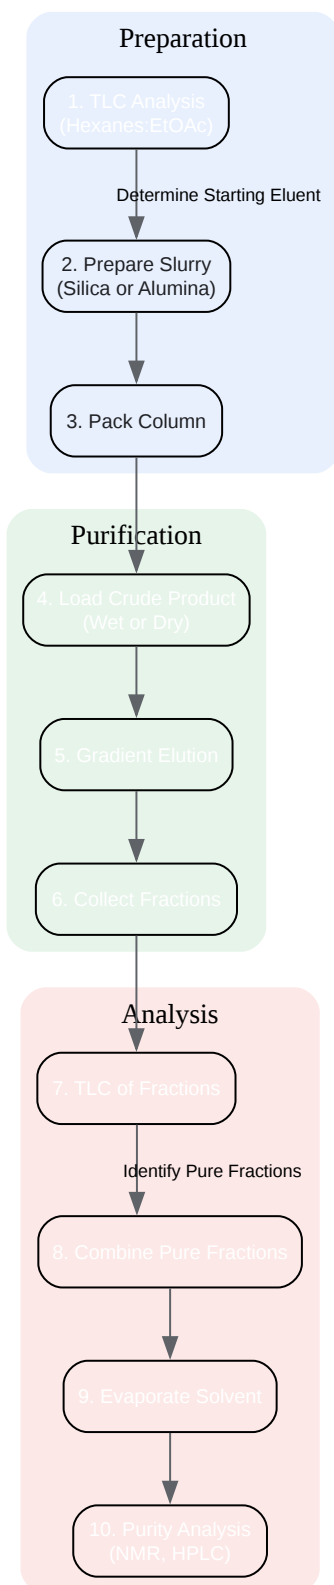 Preparation
1. TLC Analysis
(Hexanes:EtOAc)
Determine Starting Eluent
2. Prepare Slurry
(Silica or Alumina)
3. Pack Column
Purification
4. Load Crude Product
(Wet or Dry)
5. Gradient Elution
6. Collect Fractions
Analysis
7. TLC of Fractions
Identify Pure Fractions
8. Combine Pure Fractions
9. Evaporate Solvent
10. Purity Analysis
(NMR, HPLC)